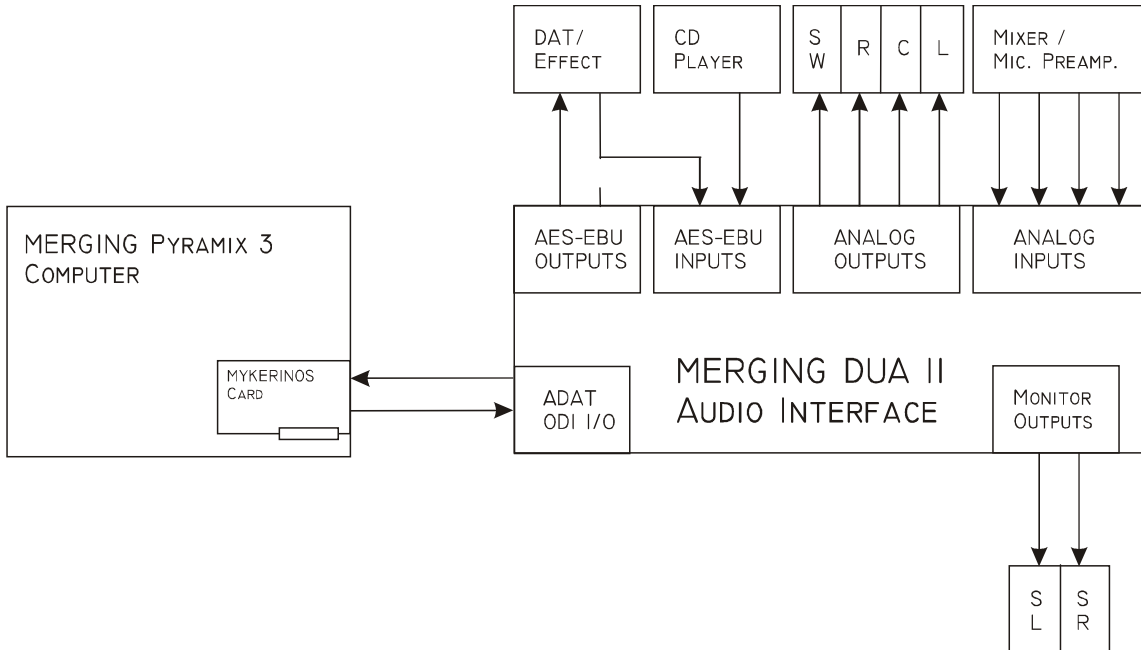 DAT/
EFFECT
CD
PLAYER
S
W
R
C
L
MIXER /
MIC. PREAMP.
MERGING PYRAMIX 3
COMPUTER
AES-EBU
OUTPUTS
AES-EBU
INPUTS
ANALOG
OUTPUTS
ANALOG
INPUTS
MYKERINOS
CARD
ADAT
ODI I/O
MERGING DUA II
AUDIO INTERFACE
MONITOR
OUTPUTS
S
L
S
R